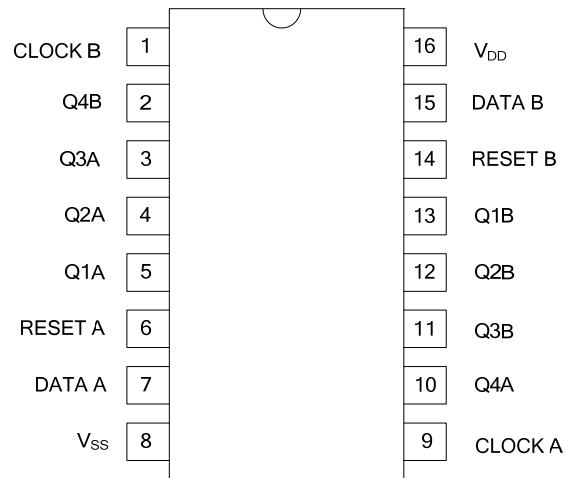 CLOCK B 1 16 VDD
Q4B 2 15 DATA B
Q3A 3 14 RESET B
Q2A 4 13 Q1B
Q1A 5 12 Q2B
RESET A 6 11 Q3B
DATA A 7 10 Q4A
VSS 8 9 CLOCK A